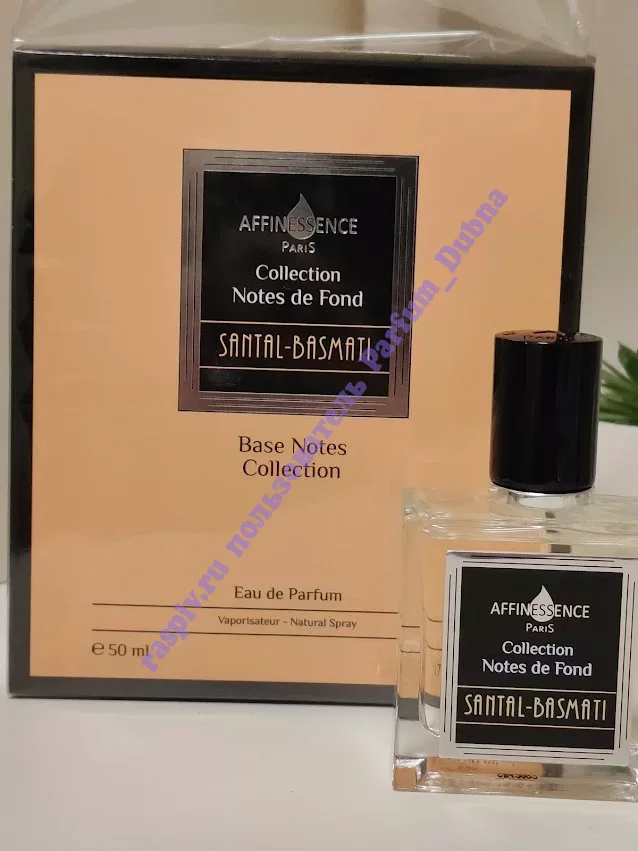 AFFINESSENCE
PARIS
Collection
Notes de Fond
SANTAL-BASMATI
Base Notes
Collection
Eau de Parfum
Vaporisateur - Natural Spray
℮ 50 ml
raspiv.ru пользователь Parfum_Dubna
AFFINESSENCE
PARIS
Collection
Notes de Fond
SANTAL-BASMATI